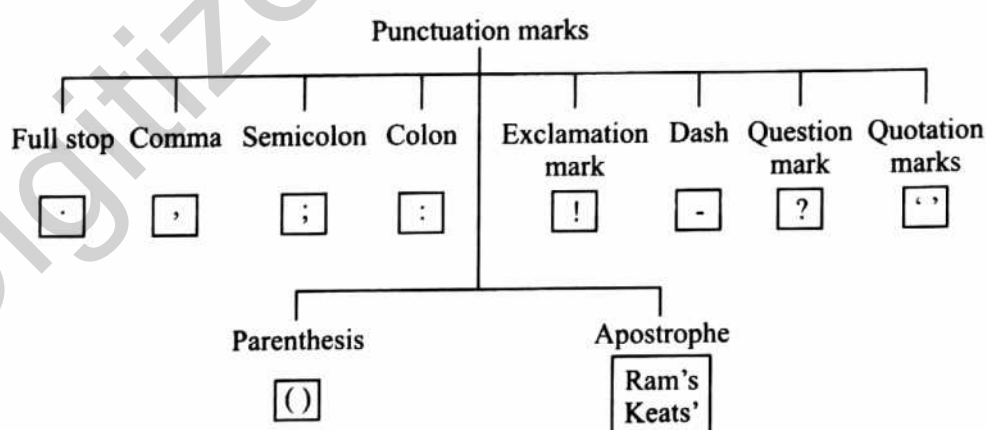 Punctuation marks
Full stop Comma Semicolon Colon Exclamation mark Dash Question mark Quotation marks
. , ; : ! - ? ‘ ’
Parenthesis Apostrophe
( ) Ram's
Keats'